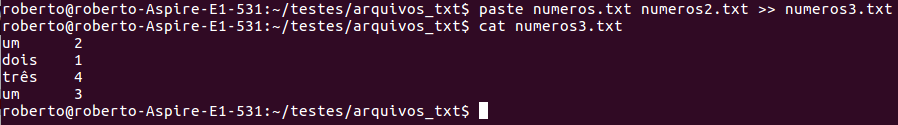 roberto@roberto-Aspire-E1-531:~/testes/arquivos_txt$ paste numeros.txt numeros2.txt >> numeros3.txt
roberto@roberto-Aspire-E1-531:~/testes/arquivos_txt$ cat numeros3.txt
um	2
dois	1
três	4
um	3
roberto@roberto-Aspire-E1-531:~/testes/arquivos_txt$